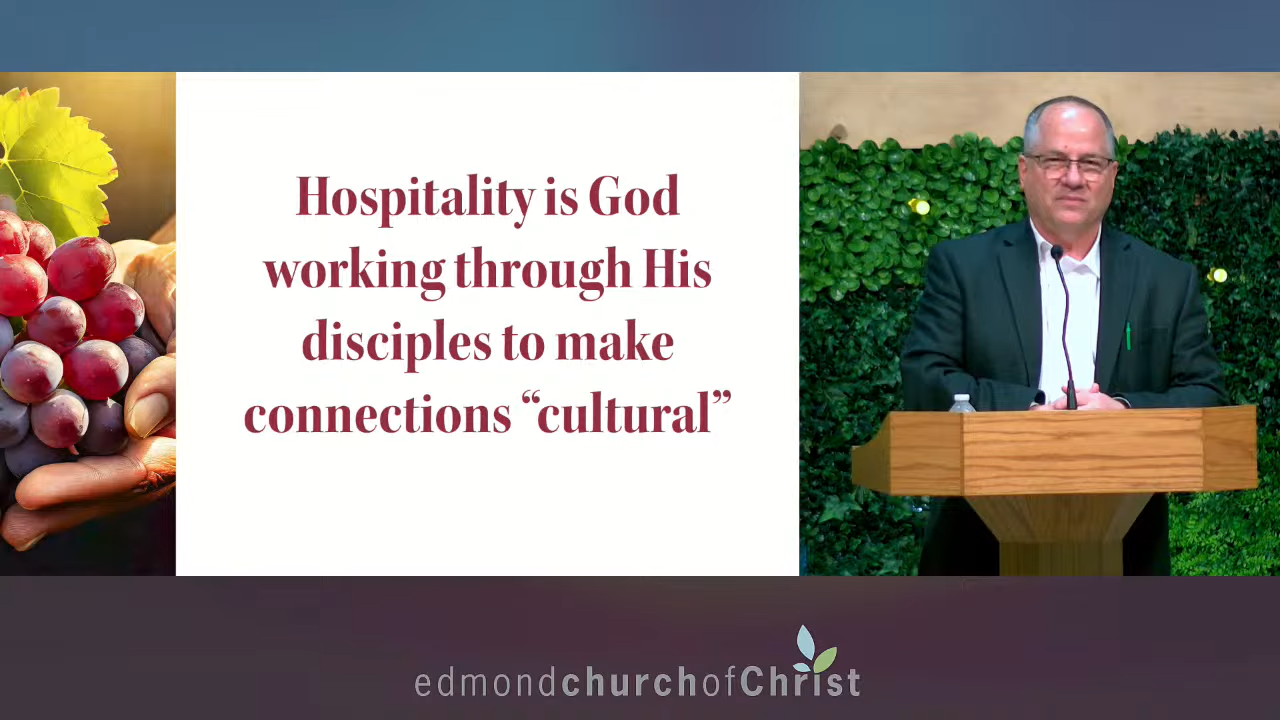 Hospitality is God
working through His
disciples to make
connections “cultural”
edmondchurchofChrist